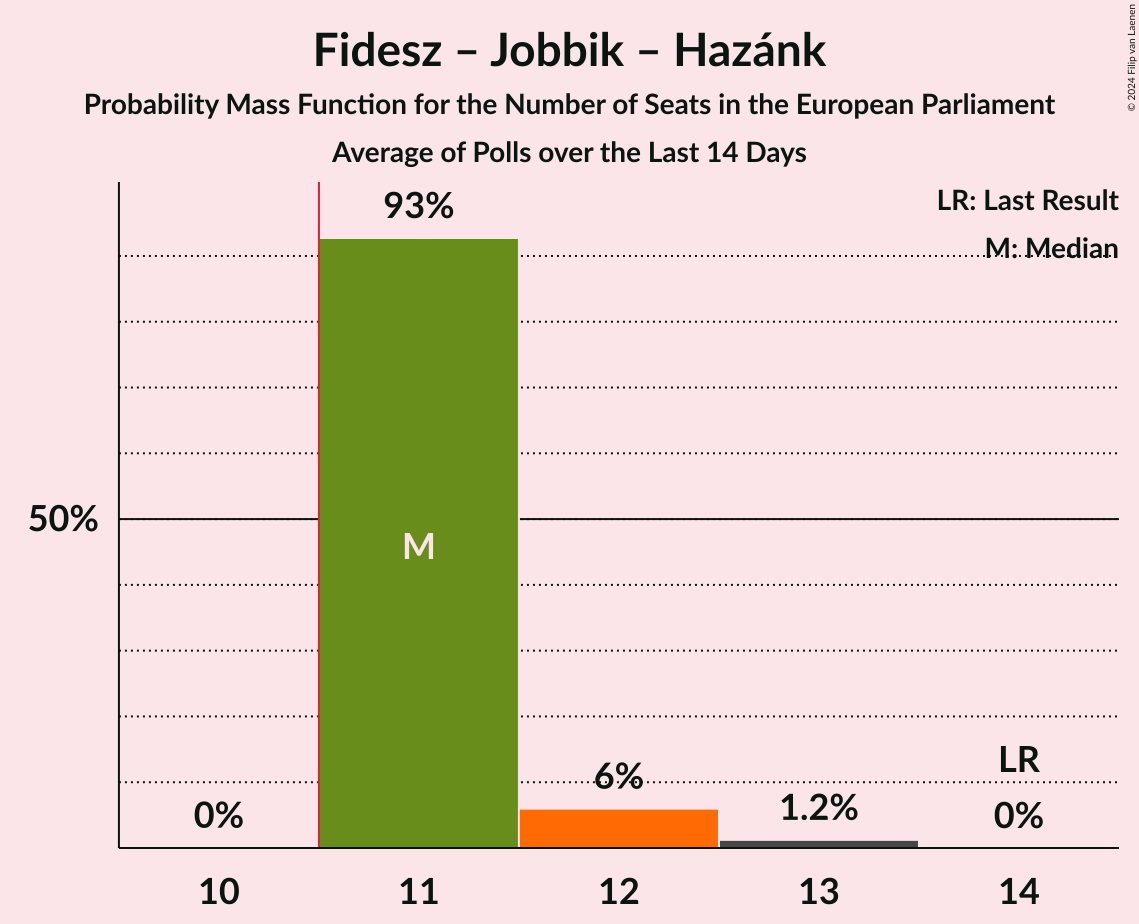 Fidesz – Jobbik – Hazánk
Probability Mass Function for the Number of Seats in the European Parliament
Average of Polls over the Last 14 Days
© 2024 Filip van Laenen
LR: Last Result
M: Median
93%
50%
M
LR
6%
1.2%
0%
0%
10 11 12 13 14